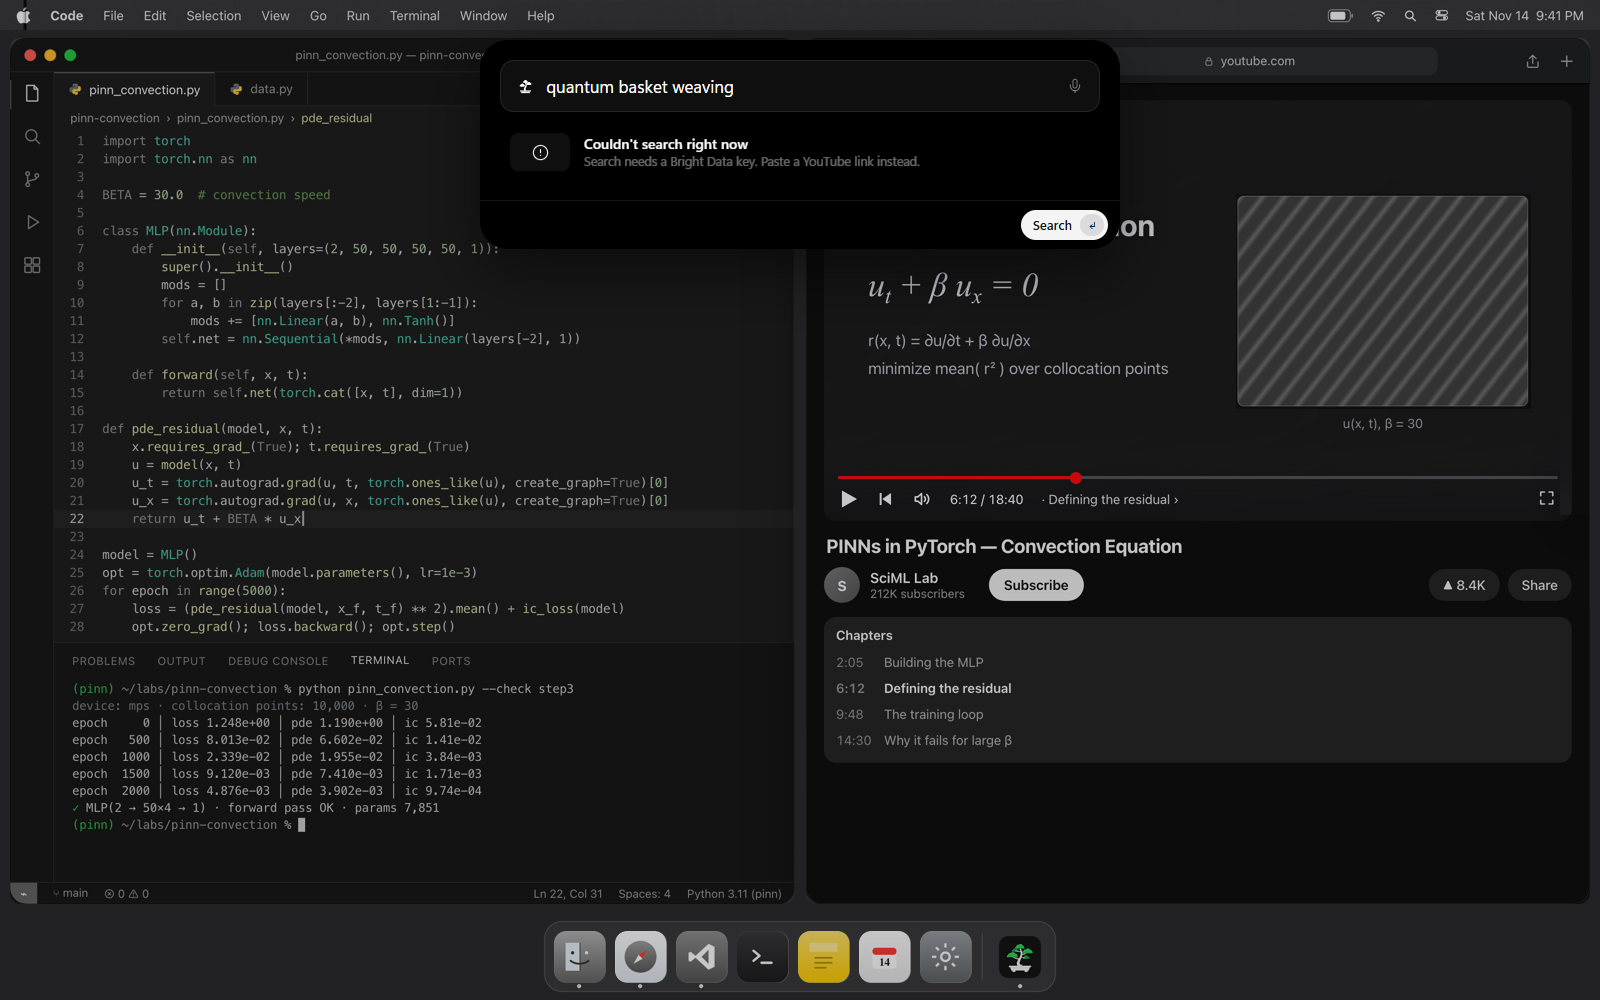 Code File Edit Selection View Go Run Terminal Window Help
Sat Nov 14 9:41 PM
pinn_convection.py — pinn-conve
quantum basket weaving
Couldn't search right now
Search needs a Bright Data key. Paste a YouTube link instead.
Search
pinn_convection.py
data.py
pinn-convection › pinn_convection.py › pde_residual
1 import torch
2 import torch.nn as nn
3
4 BETA = 30.0 # convection speed
5
6 class MLP(nn.Module):
7 def __init__(self, layers=(2, 50, 50, 50, 50, 1)):
8 super().__init__()
9 mods = []
10 for a, b in zip(layers[:-2], layers[1:-1]):
11 mods += [nn.Linear(a, b), nn.Tanh()]
12 self.net = nn.Sequential(*mods, nn.Linear(layers[-2], 1))
13
14 def forward(self, x, t):
15 return self.net(torch.cat([x, t], dim=1))
16
17 def pde_residual(model, x, t):
18 x.requires_grad_(True); t.requires_grad_(True)
19 u = model(x, t)
20 u_t = torch.autograd.grad(u, t, torch.ones_like(u), create_graph=True)[0]
21 u_x = torch.autograd.grad(u, x, torch.ones_like(u), create_graph=True)[0]
22 return u_t + BETA * u_x
23
24 model = MLP()
25 opt = torch.optim.Adam(model.parameters(), lr=1e-3)
26 for epoch in range(5000):
27 loss = (pde_residual(model, x_f, t_f) ** 2).mean() + ic_loss(model)
28 opt.zero_grad(); loss.backward(); opt.step()
PROBLEMS OUTPUT DEBUG CONSOLE TERMINAL PORTS
(pinn) ~/labs/pinn-convection % python pinn_convection.py --check step3
device: mps · collocation points: 10,000 · β = 30
epoch 0 | loss 1.248e+00 | pde 1.190e+00 | ic 5.81e-02
epoch 500 | loss 8.013e-02 | pde 6.602e-02 | ic 1.41e-02
epoch 1000 | loss 2.339e-02 | pde 1.955e-02 | ic 3.84e-03
epoch 1500 | loss 9.120e-03 | pde 7.410e-03 | ic 1.71e-03
epoch 2000 | loss 4.876e-03 | pde 3.902e-03 | ic 9.74e-04
✓ MLP(2 → 50×4 → 1) · forward pass OK · params 7,851
(pinn) ~/labs/pinn-convection %
main 0 0 Ln 22, Col 31 Spaces: 4 Python 3.11 (pinn)
youtube.com
on
u_t + β u_x = 0
r(x, t) = ∂u/∂t + β ∂u/∂x
minimize mean( r² ) over collocation points
u(x, t), β = 30
6:12 / 18:40 · Defining the residual ›
PINNs in PyTorch — Convection Equation
S
SciML Lab
212K subscribers
Subscribe
▲ 8.4K
Share
Chapters
2:05 Building the MLP
6:12 Defining the residual
9:48 The training loop
14:30 Why it fails for large β
14